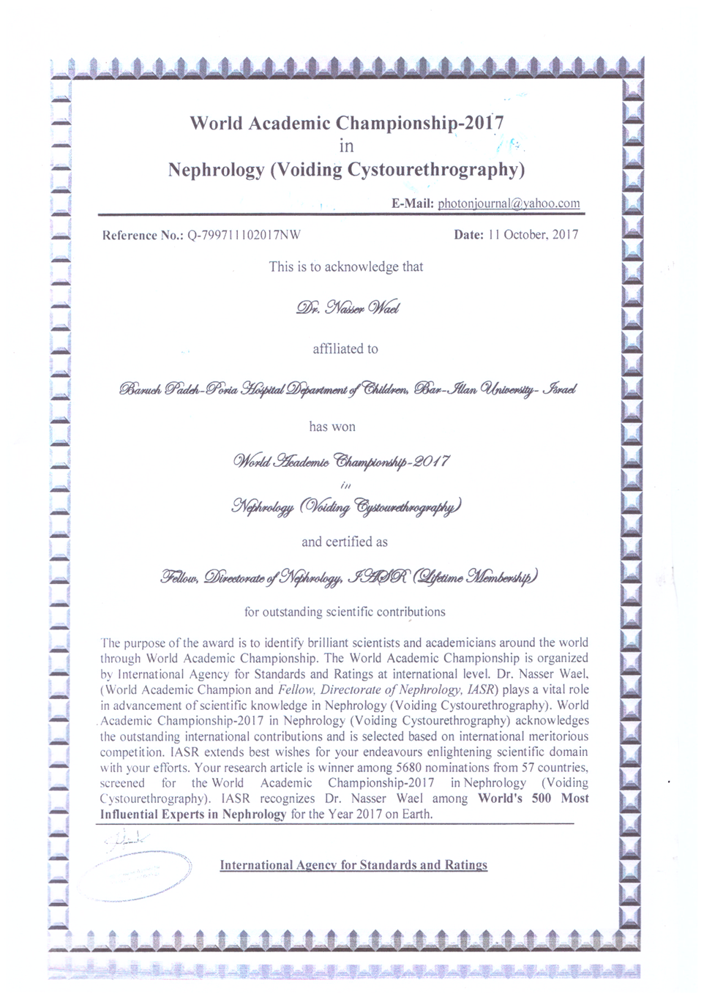 World Academic Championship-2017
in
Nephrology (Voiding Cystourethrography)
E-Mail: photonjournal@yahoo.com
Reference No.: Q-799711102017NW Date: 11 October, 2017
This is to acknowledge that
Dr. Nasser Wael
affiliated to
Baruch Padeh-Poria Hospital Department of Children, Bar-Ilan University- Israel
has won
World Academic Championship-2017
in
Nephrology (Voiding Cystourethrography)
and certified as
Fellow, Directorate of Nephrology, IASR (Lifetime Membership)
for outstanding scientific contributions
The purpose of the award is to identify brilliant scientists and academicians around the world
through World Academic Championship. The World Academic Championship is organized
by International Agency for Standards and Ratings at international level. Dr. Nasser Wael,
(World Academic Champion and Fellow, Directorate of Nephrology, IASR) plays a vital role
in advancement of scientific knowledge in Nephrology (Voiding Cystourethrography). World
Academic Championship-2017 in Nephrology (Voiding Cystourethrography) acknowledges
the outstanding international contributions and is selected based on international meritorious
competition. IASR extends best wishes for your endeavours enlightening scientific domain
with your efforts. Your research article is winner among 5680 nominations from 57 countries,
screened for the World Academic Championship-2017 in Nephrology (Voiding
Cystourethrography). IASR recognizes Dr. Nasser Wael among World's 500 Most
Influential Experts in Nephrology for the Year 2017 on Earth.
International Agency for Standards and Ratings